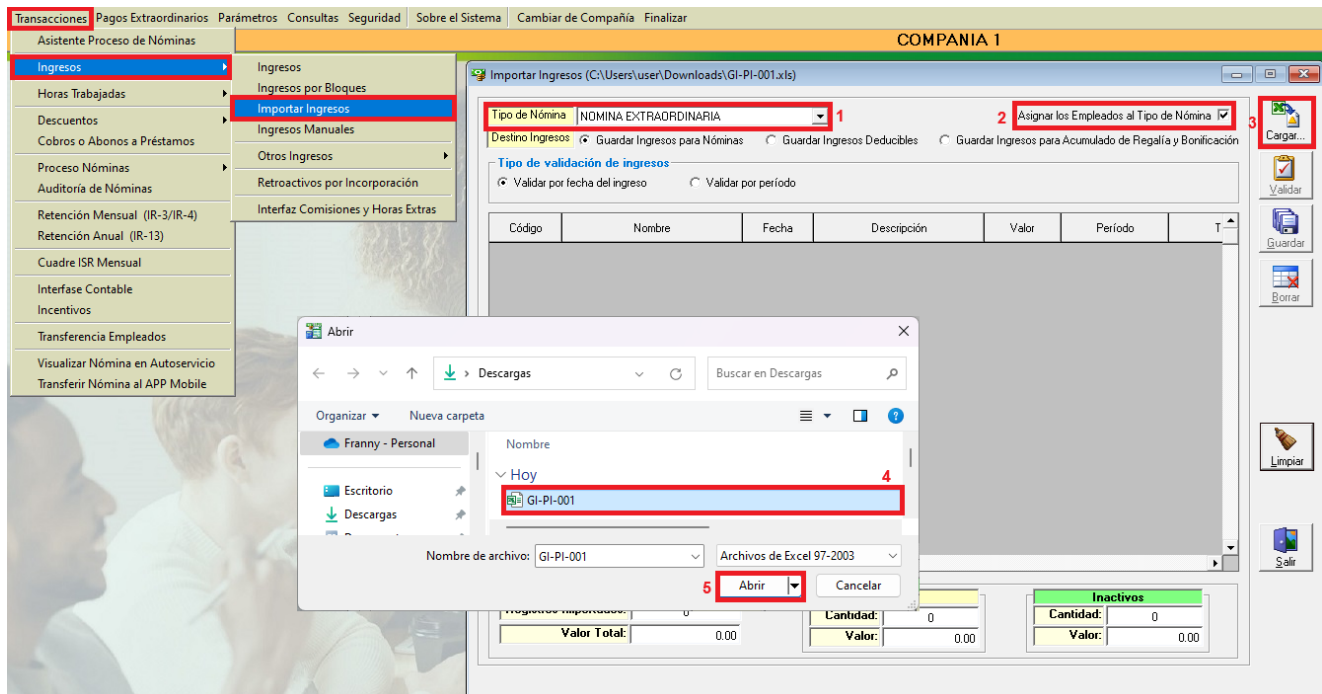 Transacciones Pagos Extraordinarios Parámetros Consultas Seguridad Sobre el Sistema Cambiar de Compañía Finalizar
COMPANIA 1
Asistente Proceso de Nóminas
Ingresos
Horas Trabajadas
Descuentos
Cobros o Abonos a Préstamos
Proceso Nóminas
Auditoría de Nóminas
Retención Mensual (IR-3/IR-4)
Retención Anual (IR-13)
Cuadre ISR Mensual
Interfase Contable
Incentivos
Transferencia Empleados
Visualizar Nómina en Autoservicio
Transferir Nómina al APP Mobile
Ingresos
Ingresos por Bloques
Importar Ingresos
Ingresos Manuales
Otros Ingresos
Retroactivos por Incorporación
Interfaz Comisiones y Horas Extras
Importar Ingresos (C:\Users\user\Downloads\GI-PI-001.xls)
Tipo de Nómina NOMINA EXTRAORDINARIA 1
2 Asignar los Empleados al Tipo de Nómina
3 Cargar...
Destino Ingresos Guardar Ingresos para Nóminas Guardar Ingresos Deducibles Guardar Ingresos para Acumulado de Regalía y Bonificación
Tipo de validación de ingresos
Validar por fecha del ingreso Validar por período
Validar
Guardar
Borrar
Limpiar
Salir
Código Nombre Fecha Descripción Valor Período T
Abrir
Descargas
Buscar en Descargas
Organizar Nueva carpeta
Franny - Personal
Escritorio
Descargas
Nombre
Hoy
4
GI-PI-001
Nombre de archivo: GI-PI-001 Archivos de Excel 97-2003
5 Abrir Cancelar
Valor Total: 0.00
Cantidad: 0
Valor: 0.00
Inactivos
Cantidad: 0
Valor: 0.00